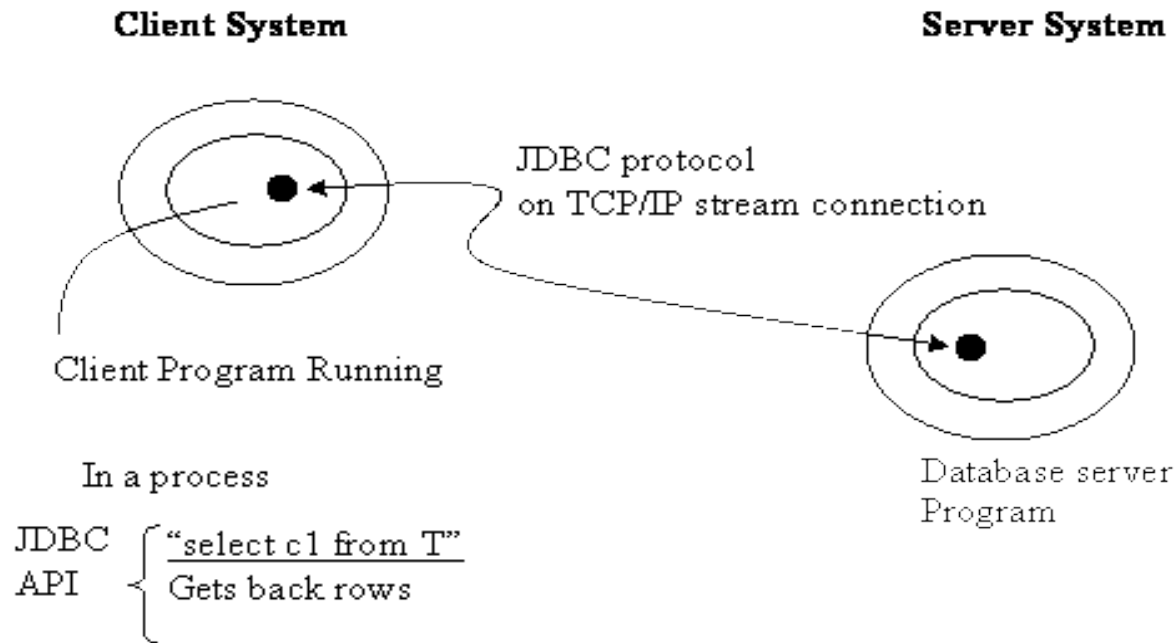 Client System
Server System
JDBC protocol
on TCP/IP stream connection
Client Program Running
Database server
Program
In a process
JDBC
API
“select c1 from T”
Gets back rows